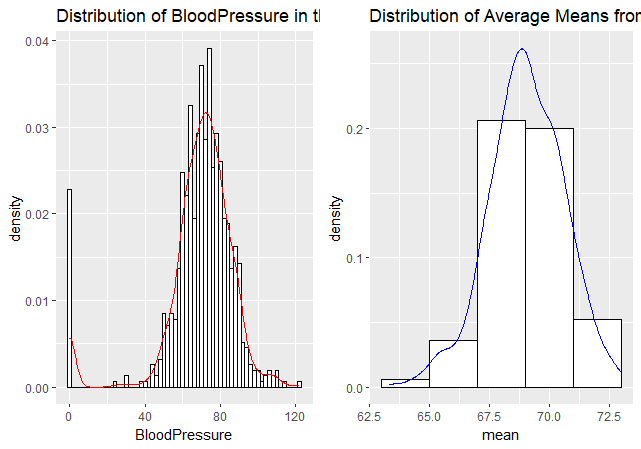 Distribution of BloodPressure in th
0.04
0.03
0.02
0.01
0.00
density
0
40
80
120
BloodPressure
Distribution of Average Means from
0.2
0.1
0.0
density
62.5
65.0
67.5
70.0
72.5
mean